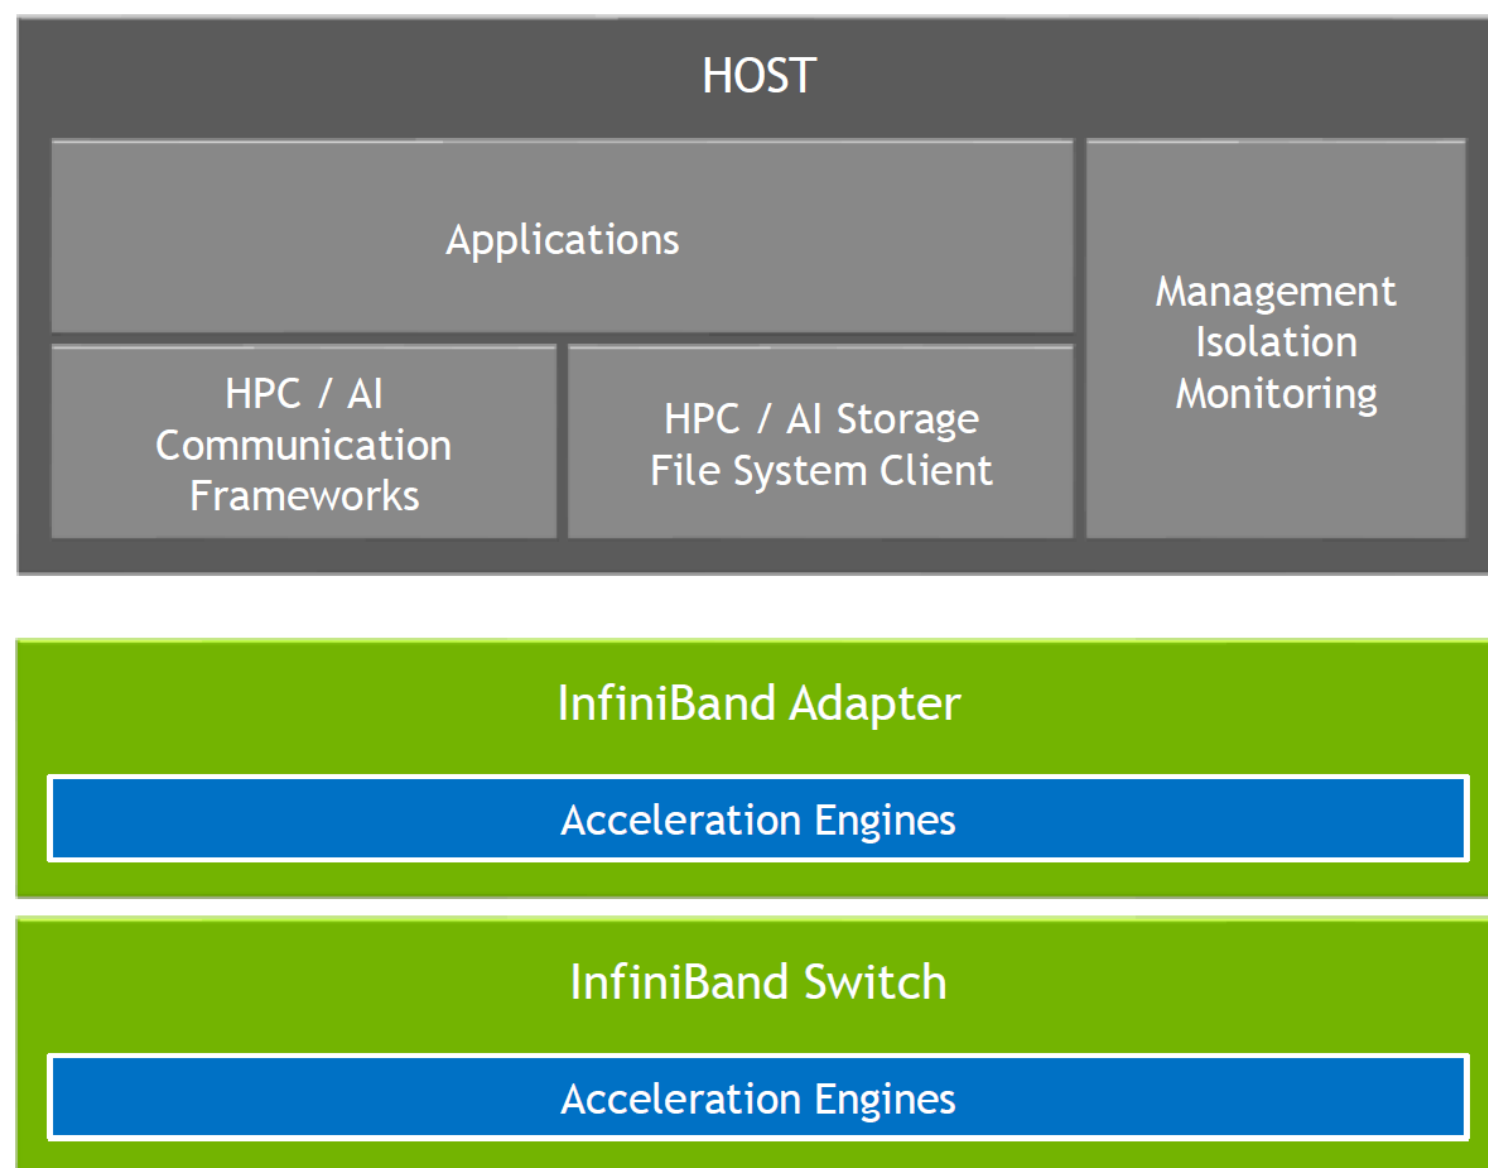 HOST
Applications
Management
Isolation
Monitoring
HPC / AI
Communication
Frameworks
HPC / AI Storage
File System Client
InfiniBand Adapter
Acceleration Engines
InfiniBand Switch
Acceleration Engines